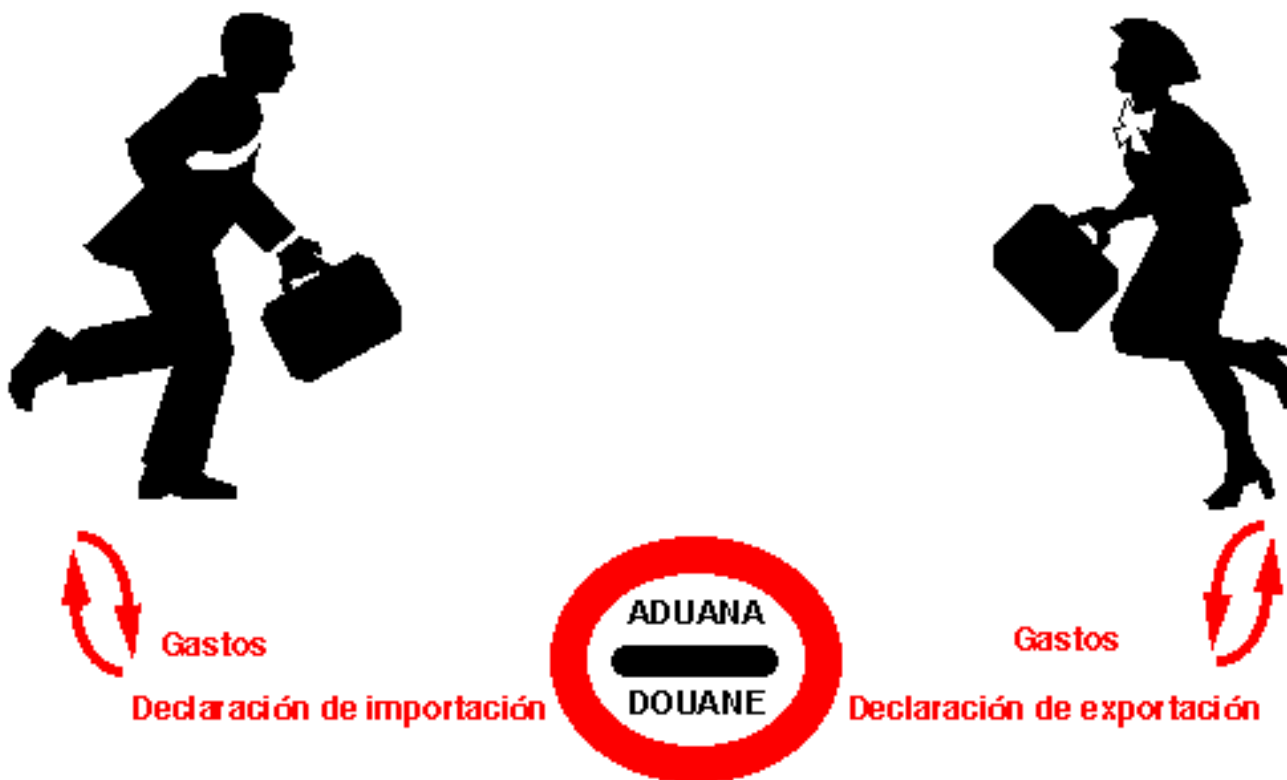 Gastos
Declaración de importación
ADUANA
DOUANE
Gastos
Declaración de exportación